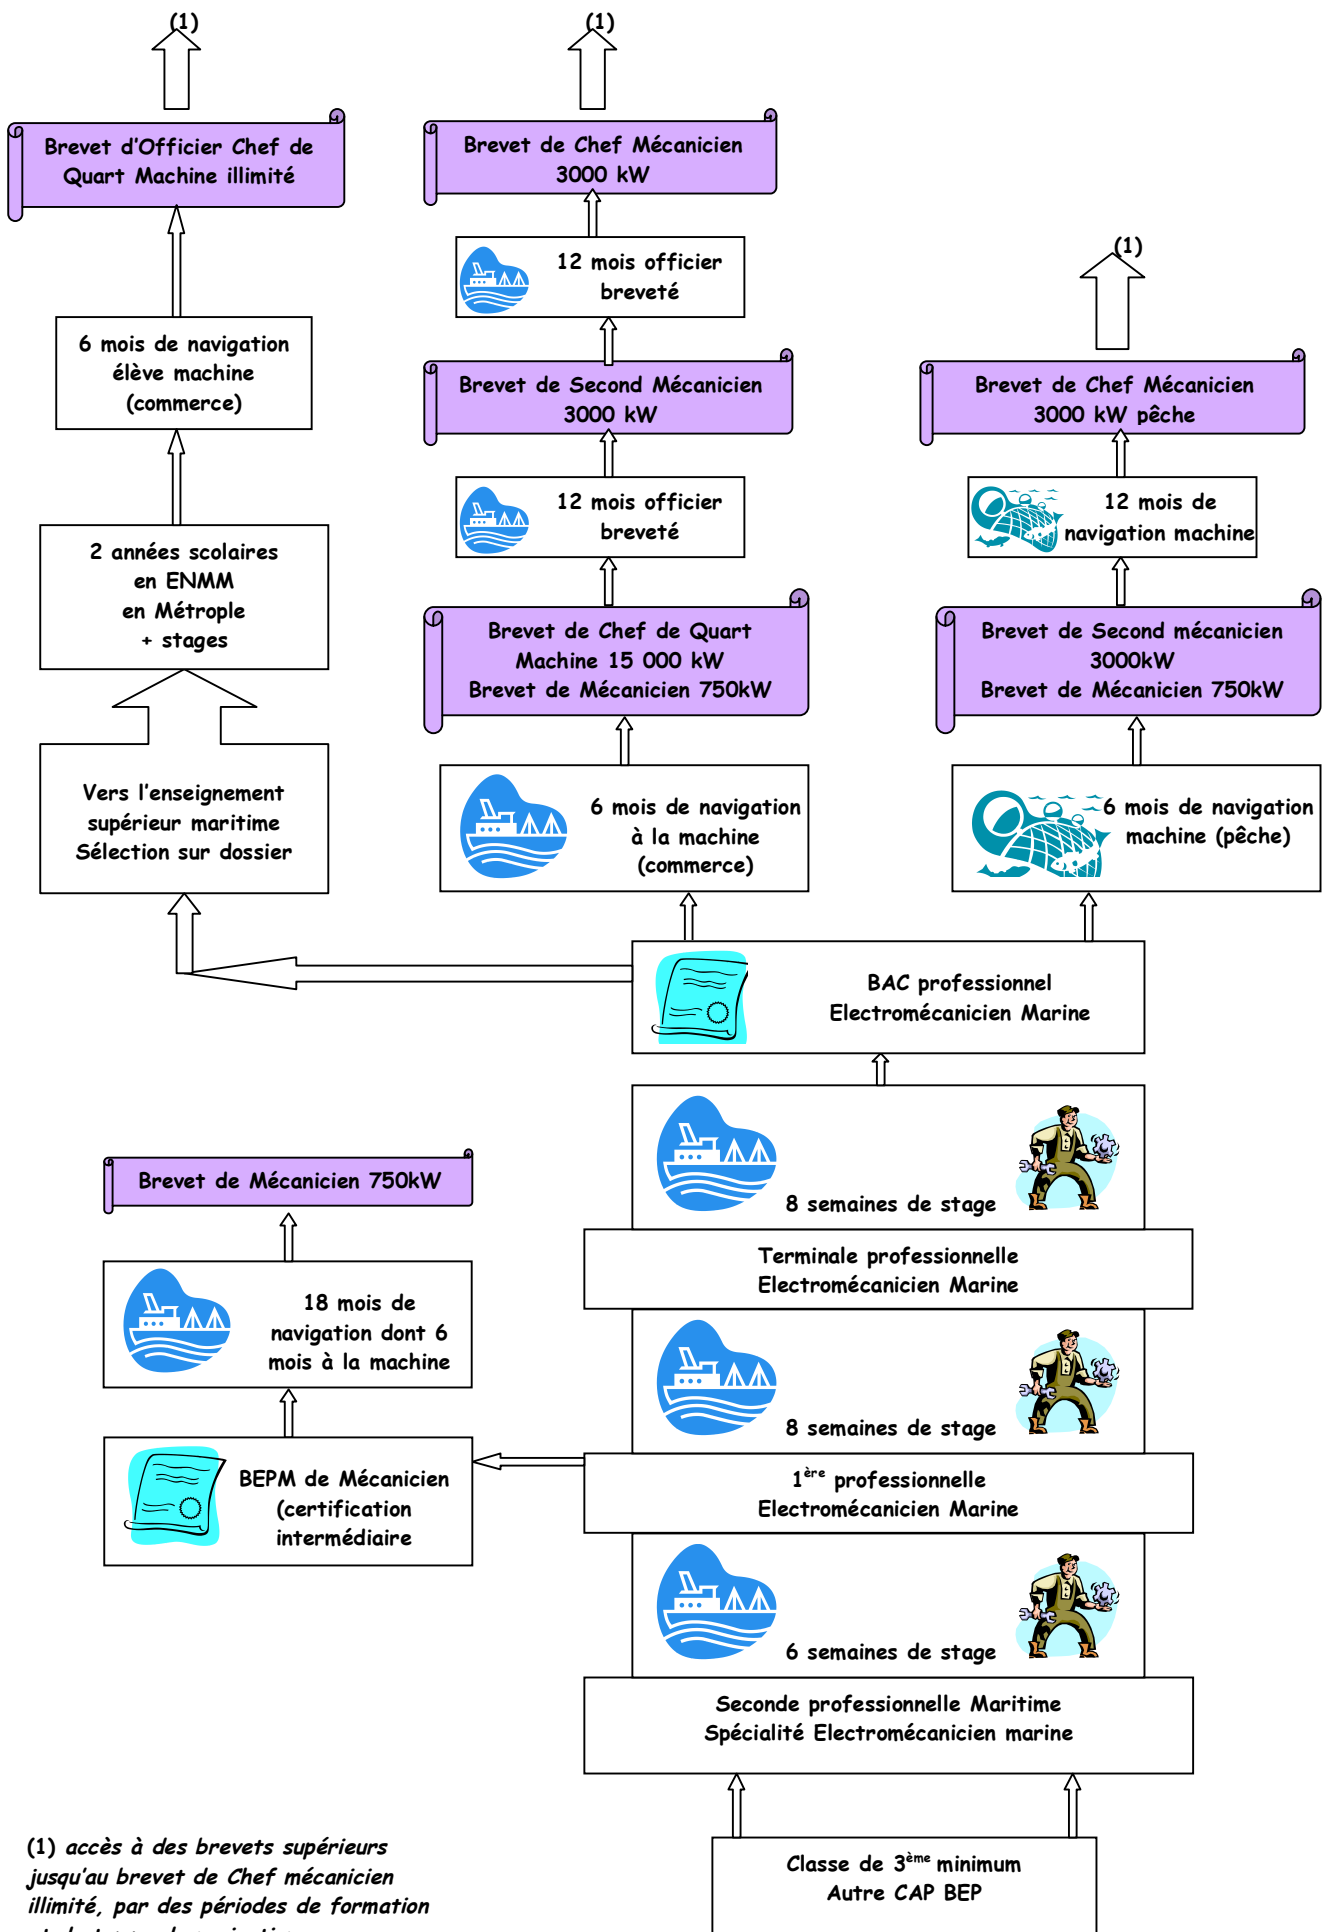 (1)
(1)
Brevet d'Officier Chef de
Quart Machine illimité
Brevet de Chef Mécanicien
3000 kW
12 mois officier
breveté
(1)
6 mois de navigation
élève machine
(commerce)
Brevet de Second Mécanicien
3000 kW
Brevet de Chef Mécanicien
3000 kW pêche
12 mois officier
breveté
12 mois de
navigation machine
2 années scolaires
en ENMM
en Métrople
+ stages
Brevet de Chef de Quart
Machine 15 000 kW
Brevet de Mécanicien 750kW
Brevet de Second mécanicien
3000kW
Brevet de Mécanicien 750kW
Vers l'enseignement
supérieur maritime
Sélection sur dossier
6 mois de navigation
à la machine
(commerce)
6 mois de navigation
machine (pêche)
BAC professionnel
Electromécanicien Marine
8 semaines de stage
Terminale professionnelle
Electromécanicien Marine
Brevet de Mécanicien 750kW
18 mois de
navigation dont 6
mois à la machine
8 semaines de stage
1ère professionnelle
Electromécanicien Marine
BEPM de Mécanicien
(certification
intermédiaire
6 semaines de stage
Seconde professionnelle Maritime
Spécialité Electromécanicien marine
Classe de 3ème minimum
Autre CAP BEP
(1) accès à des brevets supérieurs
jusqu'au brevet de Chef mécanicien
illimité, par des périodes de formation